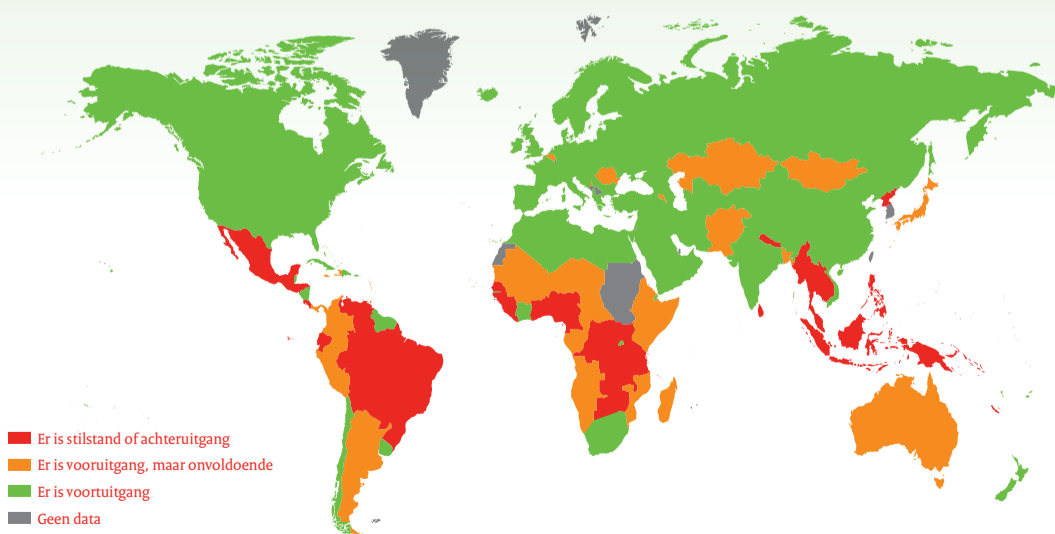 Er is stilstand of achteruitgang
Er is vooruitgang, maar onvoldoende
Er is voortuitgang
Geen data